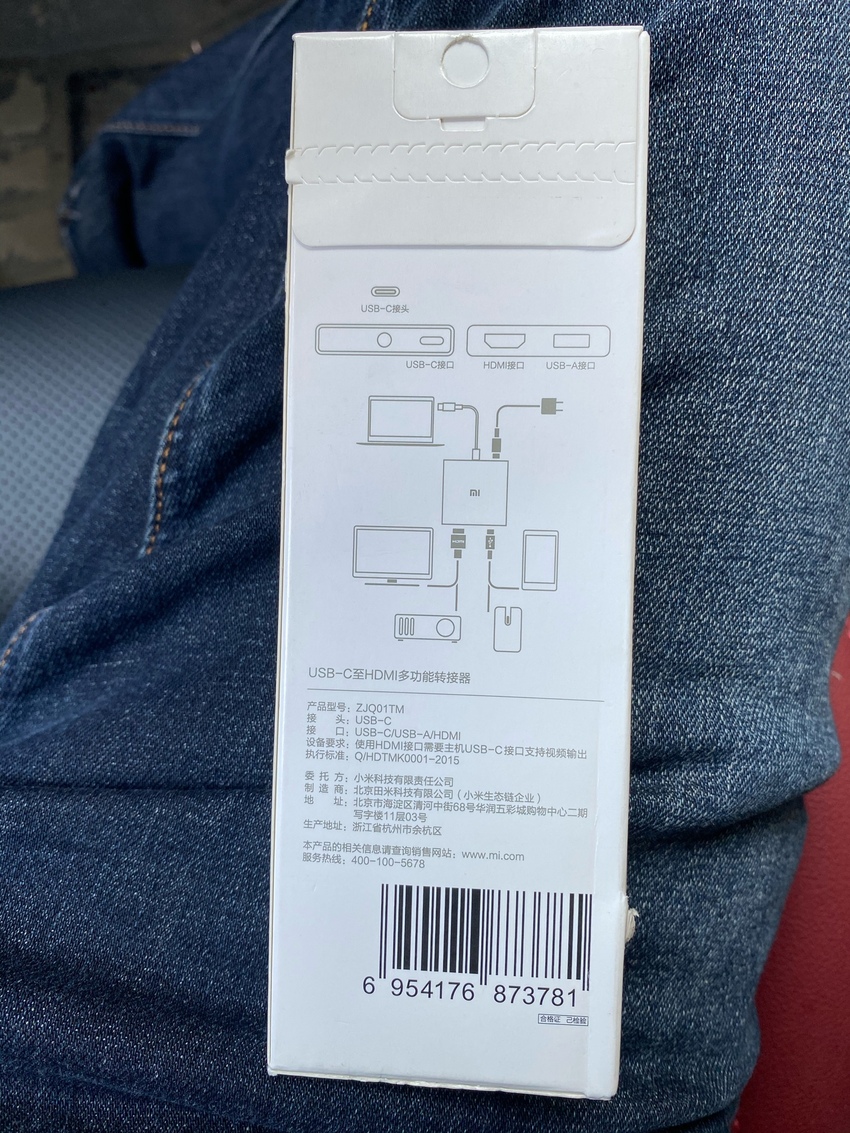 USB-C接头
USB-C接口 HDMI接口 USB-A接口
mi
HDMI
USB-C至HDMI多功能转接器
产品型号：ZJQ01TM
接 头：USB-C
接 口：USB-C/USB-A/HDMI
设备要求：使用HDMI接口需要主机USB-C接口支持视频输出
执行标准：Q/HDTMK0001-2015
委 托 方：小米科技有限责任公司
制 造 商：北京田米科技有限公司（小米生态链企业）
地 址：北京市海淀区清河中街68号华润五彩城购物中心二期
写字楼11层03号
生产地址：浙江省杭州市余杭区
本产品的相关信息请查询销售网站：www.mi.com
服务热线：400-100-5678
6 954176 873781
合格证 已检验